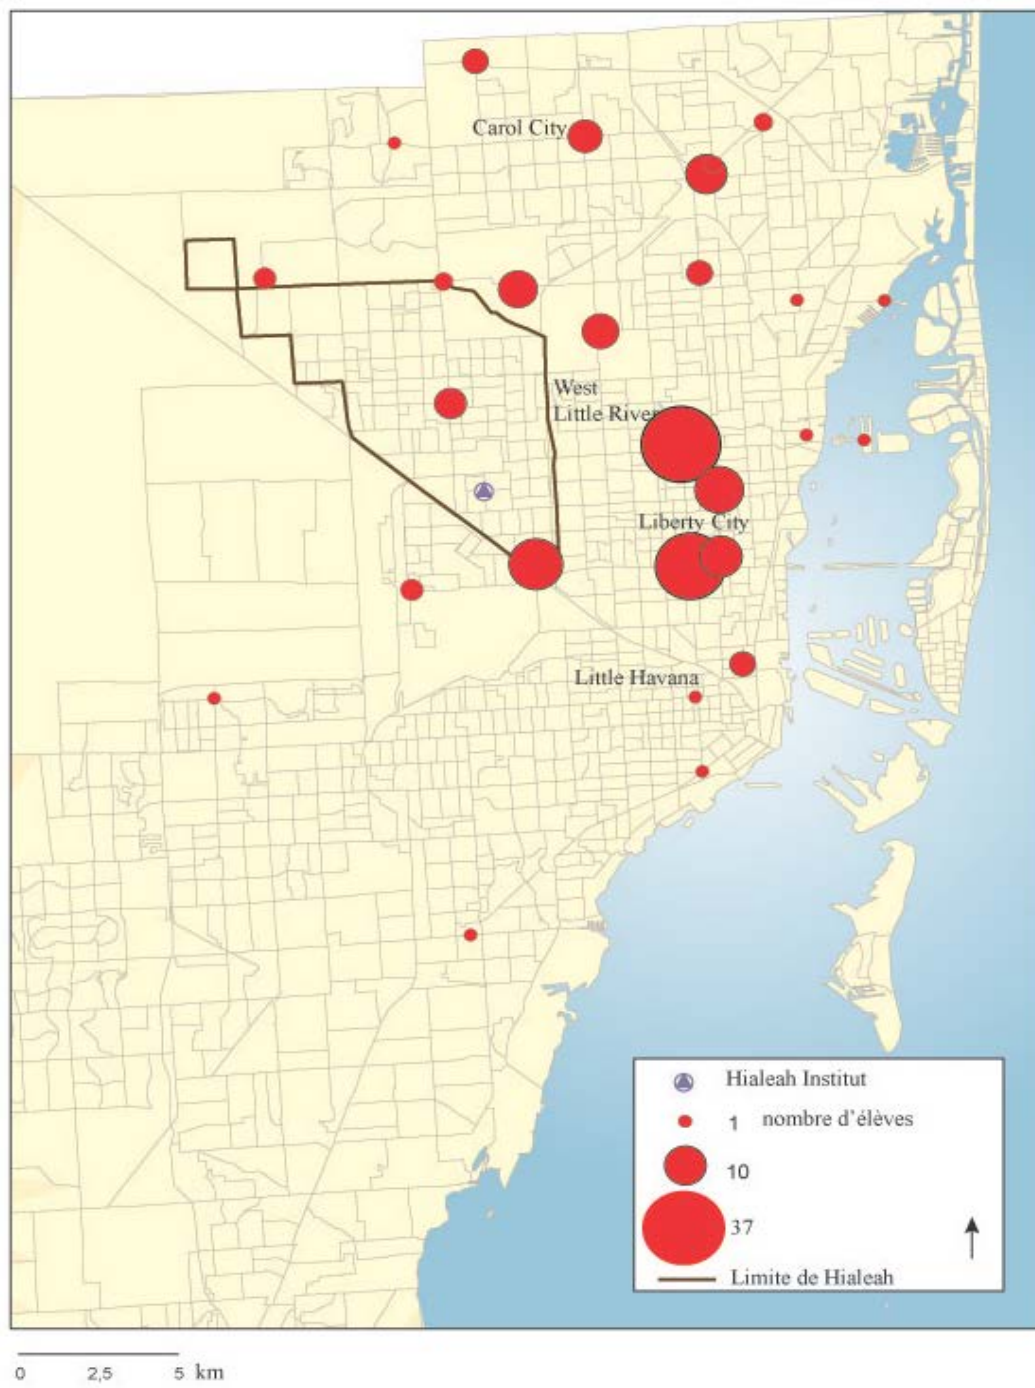 Carol City
West
Little River
Liberty City
Little Havana
Hialeah Institut
1 nombre d'élèves
10
37
Limite de Hialeah
0 2,5 5 km